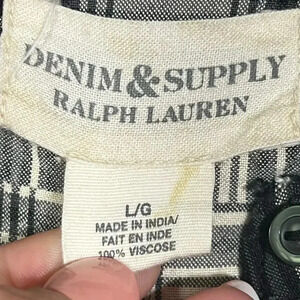 DENIM & SUPPLY
RALPH LAUREN
L/G
MADE IN INDIA/
FAIT EN INDE
100% VISCOSE